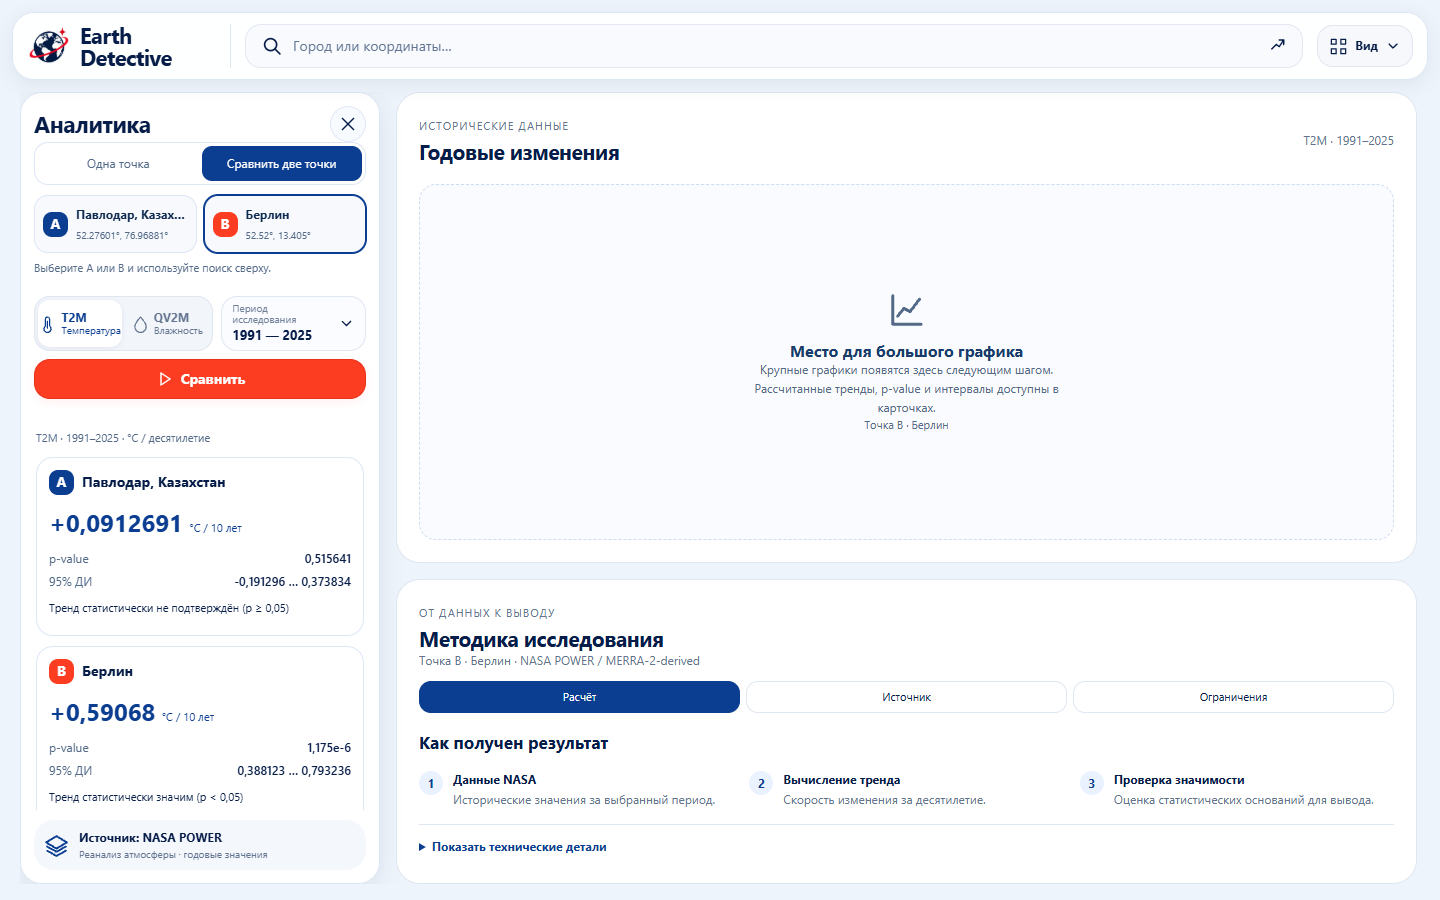 Earth
Detective
Город или координаты...
Вид
Аналитика
Одна точка
Сравнить две точки
A
Павлодар, Казах...
52.27601°, 76.96881°
B
Берлин
52.52°, 13.405°
Выберите A или B и используйте поиск сверху.
T2M
Температура
QV2M
Влажность
Период
исследования
1991 — 2025
Сравнить
T2M · 1991–2025 · °C / десятилетие
A
Павлодар, Казахстан
+0,0912691 °C / 10 лет
p-value 0,515641
95% ДИ -0,191296 ... 0,373834
Тренд статистически не подтверждён (p ≥ 0,05)
B
Берлин
+0,59068 °C / 10 лет
p-value 1,175e-6
95% ДИ 0,388123 ... 0,793236
Тренд статистически значим (p < 0,05)
Источник: NASA POWER
Реанализ атмосферы · годовые значения
ИСТОРИЧЕСКИЕ ДАННЫЕ
Годовые изменения
T2M · 1991–2025
Место для большого графика
Крупные графики появятся здесь следующим шагом.
Рассчитанные тренды, p-value и интервалы доступны в
карточках.
Точка B · Берлин
ОТ ДАННЫХ К ВЫВОДУ
Методика исследования
Точка B · Берлин · NASA POWER / MERRA-2-derived
Расчёт
Источник
Ограничения
Как получен результат
1
Данные NASA
Исторические значения за выбранный период.
2
Вычисление тренда
Скорость изменения за десятилетие.
3
Проверка значимости
Оценка статистических оснований для вывода.
Показать технические детали